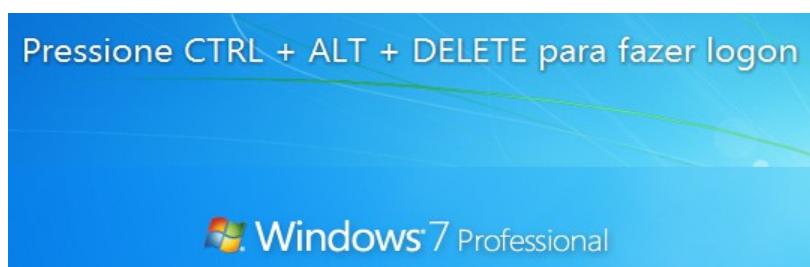 Pressione CTRL + ALT + DELETE para fazer logon
Windows 7 Professional